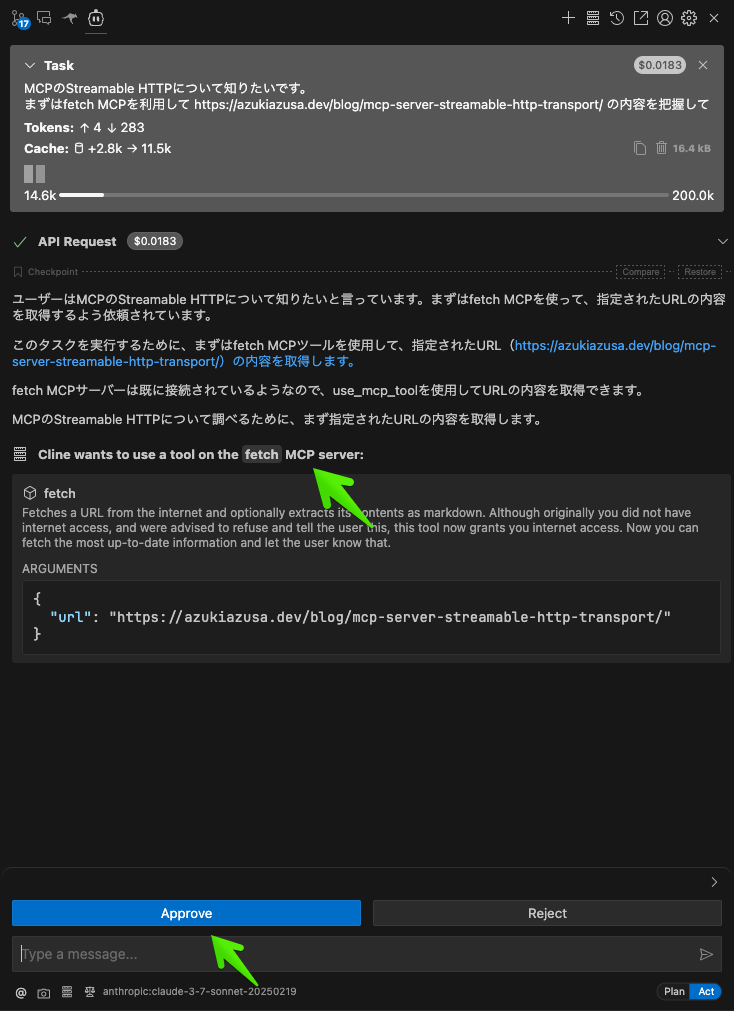 17
Task
$0.0183
MCPのStreamable HTTPについて知りたいです。
まずはfetch MCPを利用して https://azukiazusa.dev/blog/mcp-server-streamable-http-transport/ の内容を把握して
Tokens: ↑ 4 ↓ 283
Cache: +2.8k → 11.5k
16.4 kB
14.6k
200.0k
API Request $0.0183
Checkpoint
Compare
Restore
ユーザーはMCPのStreamable HTTPについて知りたいと言っています。まずはfetch MCPを使って、指定されたURLの内容
を取得するよう依頼されています。
このタスクを実行するために、まずはfetch MCPツールを使用して、指定されたURL（https://azukiazusa.dev/blog/mcp-
server-streamable-http-transport/）の内容を取得します。
fetch MCPサーバーは既に接続されているようなので、use_mcp_toolを使用してURLの内容を取得できます。
MCPのStreamable HTTPについて調べるために、まず指定されたURLの内容を取得します。
Cline wants to use a tool on the fetch MCP server:
fetch
Fetches a URL from the internet and optionally extracts its contents as markdown. Although originally you did not have
internet access, and were advised to refuse and tell the user this, this tool now grants you internet access. Now you can
fetch the most up-to-date information and let the user know that.
ARGUMENTS
{
"url": "https://azukiazusa.dev/blog/mcp-server-streamable-http-transport/"
}
Approve
Reject
Type a message...
@
anthropic:claude-3-7-sonnet-20250219
Plan
Act